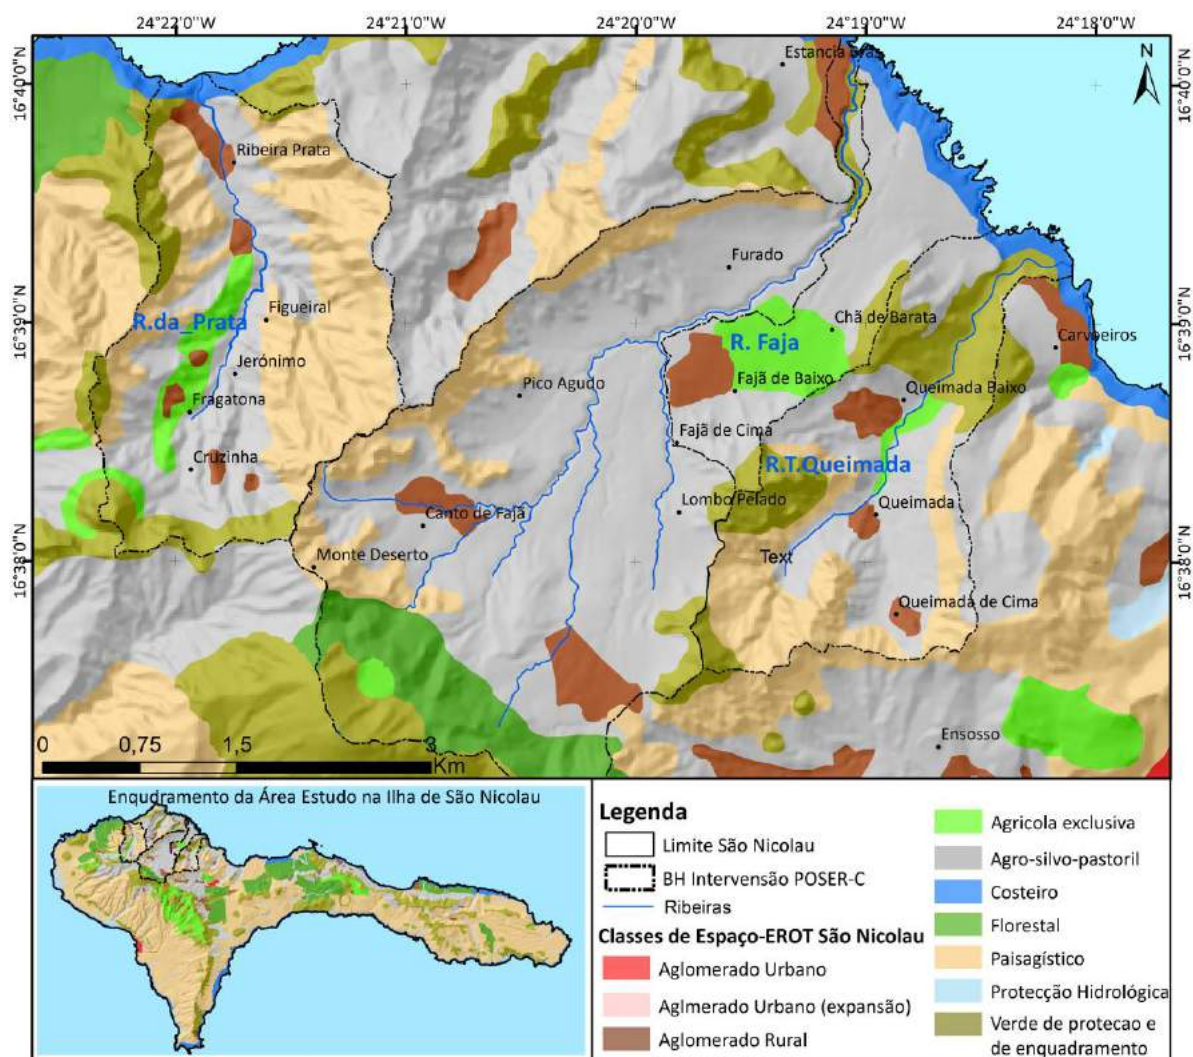 24°22'0"W
24°21'0"W
24°20'0"W
24°19'0"W
24°18'0"W
16°40'0"N
16°40'0"N
16°39'0"N
16°39'0"N
16°38'0"N
16°38'0"N
N
Estancia Bras
Ribeira Prata
Furado
Figueiral
R.da_Prata
Chã de Barata
R. Faja
Carvoeiros
Jerónimo
Pico Agudo
Fajã de Baixo
Queimada Baixo
Fragatona
Fajã de Cima
Cruzinha
R.T.Queimada
Lombo Pelado
Queimada
Canto de Fajã
Monte Deserto
Text
Queimada de Cima
Ensosso
0 0,75 1,5 3
Km
Enqudramento da Área Estudo na Ilha de São Nicolau
Legenda
Limite São Nicolau
BH Intervensão POSER-C
Ribeiras
Classes de Espaço-EROT São Nicolau
Aglomerado Urbano
Aglmerado Urbano (expansão)
Aglomerado Rural
Agricola exclusiva
Agro-silvo-pastoril
Costeiro
Florestal
Paisagístico
Protecção Hidrológica
Verde de protecao e
de enquadramento